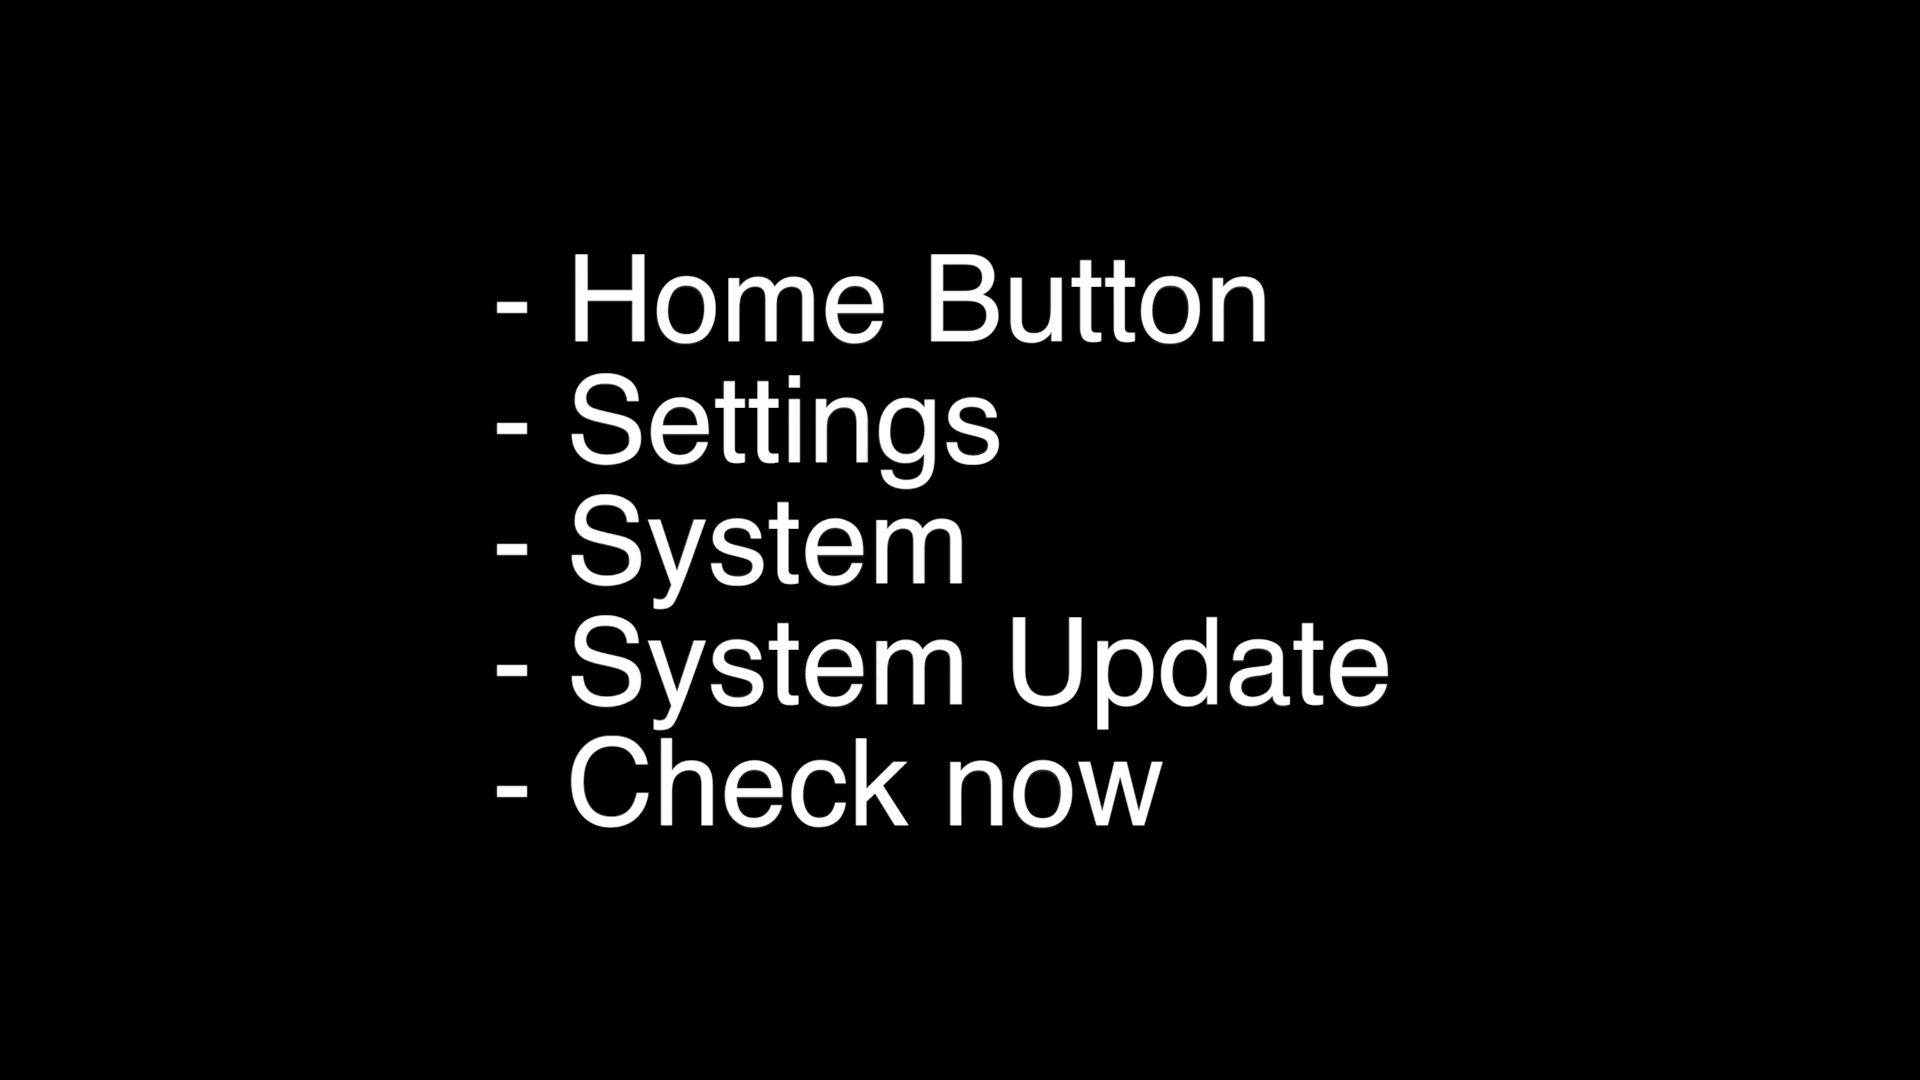 - Home Button
- Settings
- System
- System Update
- Check now